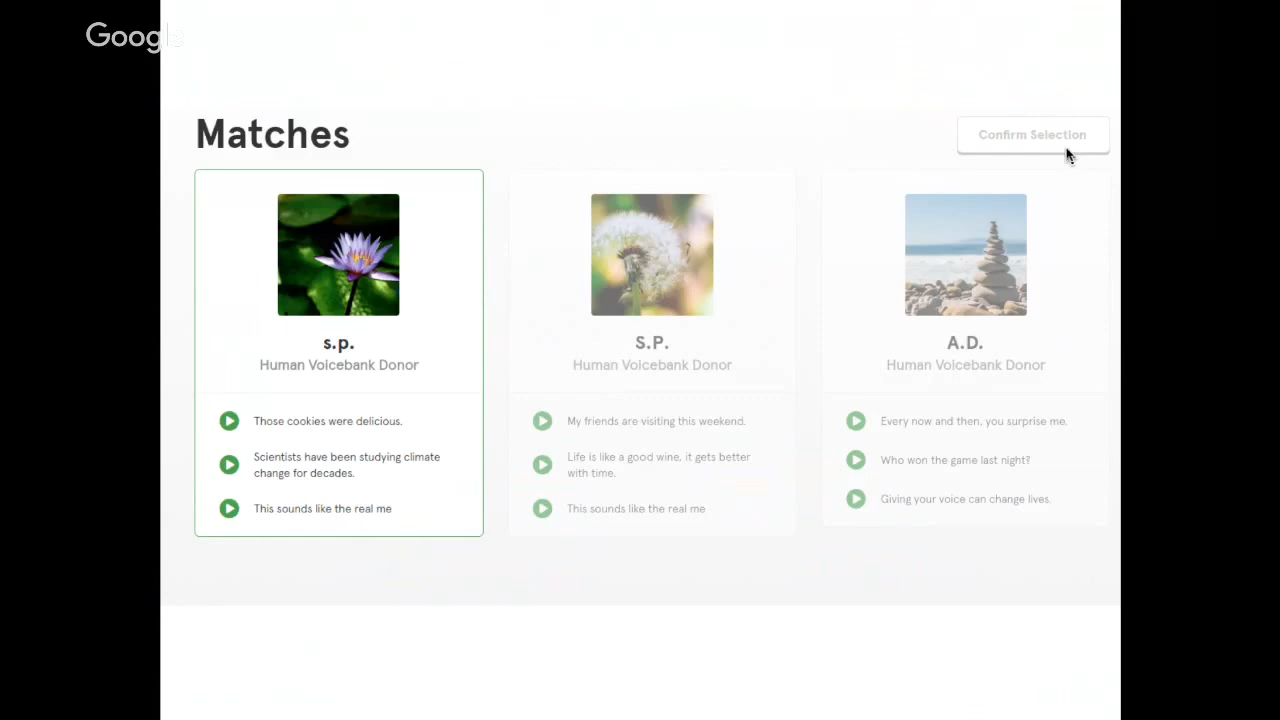 Google
Matches
Confirm Selection
s.p.
Human Voicebank Donor
Those cookies were delicious.
Scientists have been studying climate
change for decades.
This sounds like the real me
S.P.
Human Voicebank Donor
My friends are visiting this weekend.
Life is like a good wine, it gets better
with time.
This sounds like the real me
A.D.
Human Voicebank Donor
Every now and then, you surprise me.
Who won the game last night?
Giving your voice can change lives.